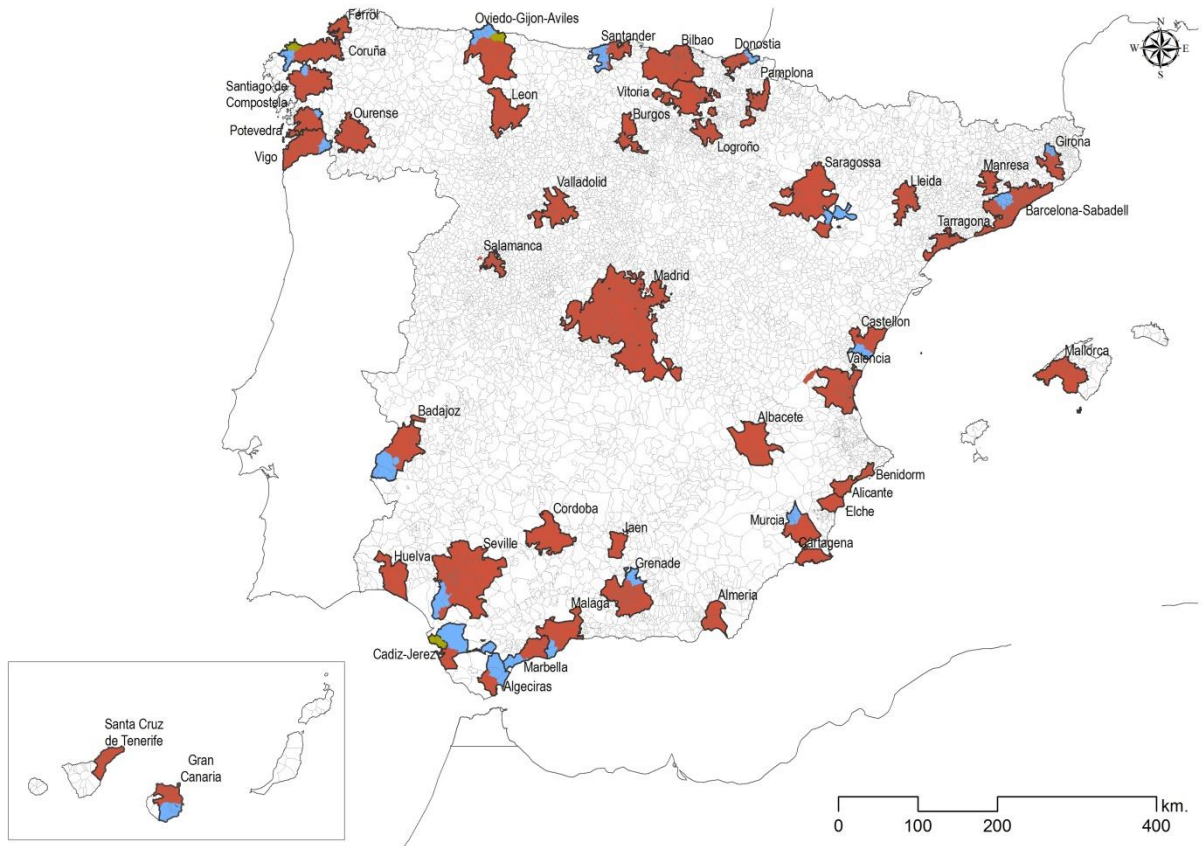 N
W E
S
Ferrol
Oviedo-Gijon-Aviles
Santander
Bilbao
Donostia
Coruña
Pamplona
Santiago de
Compostela
Leon
Vitoria
Burgos
Ourense
Potevedra
Logroño
Vigo
Girona
Saragossa
Manresa
Lleida
Valladolid
Barcelona-Sabadell
Tarragona
Salamanca
Madrid
Castellon
Valencia
Mallorca
Badajoz
Albacete
Benidorm
Alicante
Elche
Cordoba
Murcia
Jaen
Cartagena
Huelva
Seville
Grenade
Malaga
Almeria
Cadiz-Jerez
Marbella
Algeciras
Santa Cruz
de Tenerife
Gran
Canaria
km.
0 100 200 400